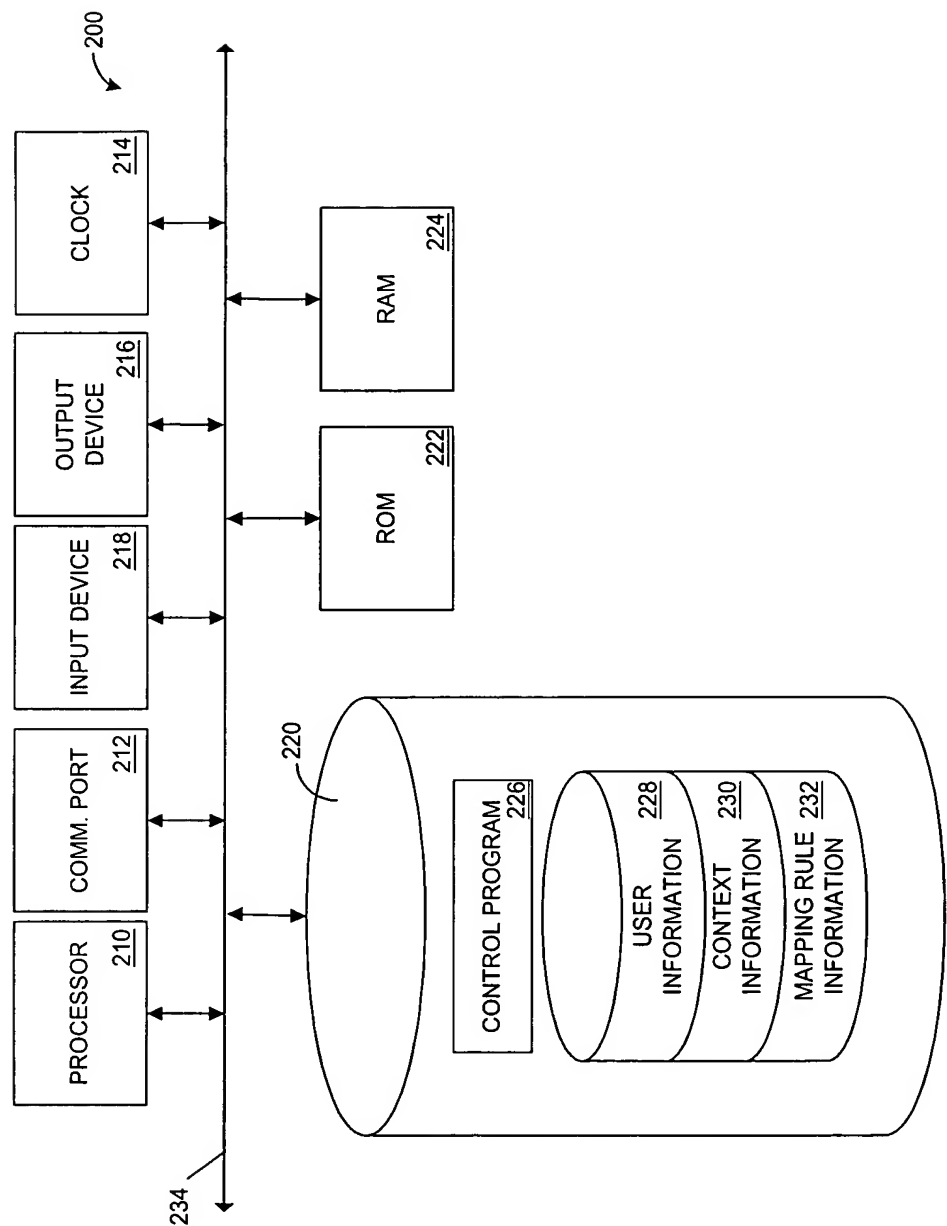 200
PROCESSOR
210
COMM. PORT
212
INPUT DEVICE
218
OUTPUT
DEVICE
216
CLOCK
214
234
220
CONTROL PROGRAM
226
USER
INFORMATION
228
CONTEXT
INFORMATION
230
MAPPING RULE
INFORMATION
232
ROM
222
RAM
224